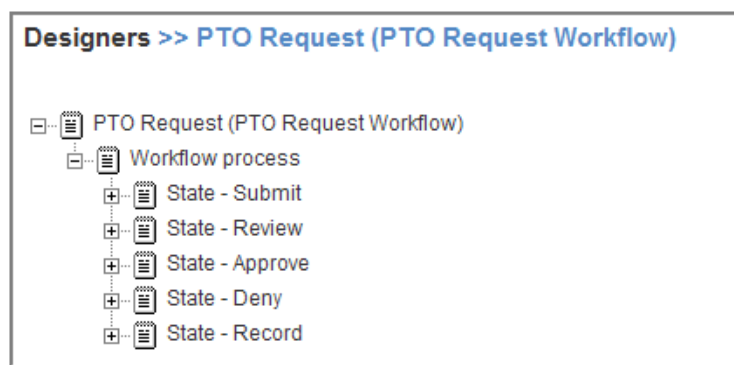 Designers >> PTO Request (PTO Request Workflow)
PTO Request (PTO Request Workflow)
Workflow process
State - Submit
State - Review
State - Approve
State - Deny
State - Record